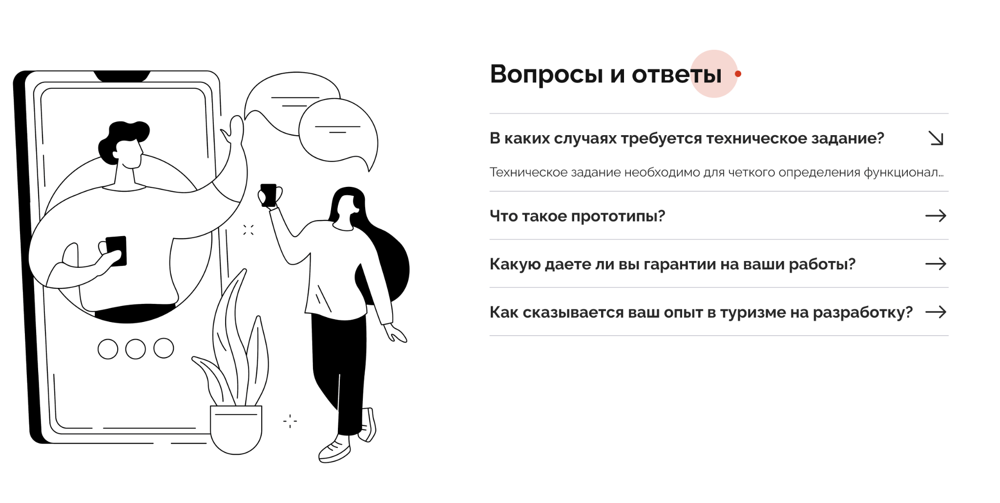 Вопросы и ответы
В каких случаях требуется техническое задание?
Техническое задание необходимо для четкого определения функционал...
Что такое прототипы?
Какую даете ли вы гарантии на ваши работы?
Как сказывается ваш опыт в туризме на разработку?